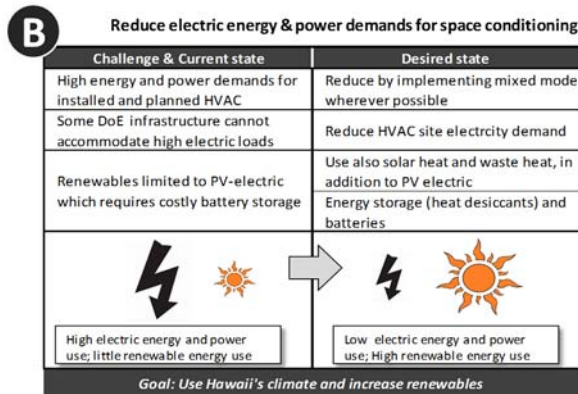 B
Reduce electric energy & power demands for space conditioning
Challenge & Current state
Desired state
High energy and power demands for
installed and planned HVAC
Reduce by implementing mixed mode
wherever possible
Some DoE infrastructure cannot
accommodate high electric loads
Reduce HVAC site electrcity demand
Renewables limited to PV-electric
which requires costly battery storage
Use also solar heat and waste heat, in
addition to PV electric
Energy storage (heat desiccants) and
batteries
High electric energy and power
use; little renewable energy use
Low electric energy and power
use; High renewable energy use
Goal: Use Hawaii's climate and increase renewables